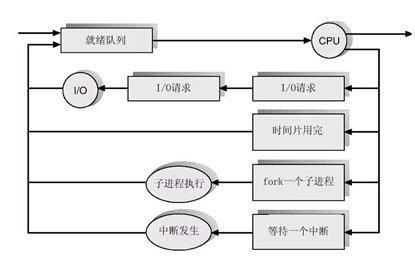 就绪队列
CPU
I/O
I/O请求
I/O请求
时间片用完
子进程执行
fork一个子进程
中断发生
等待一个中断